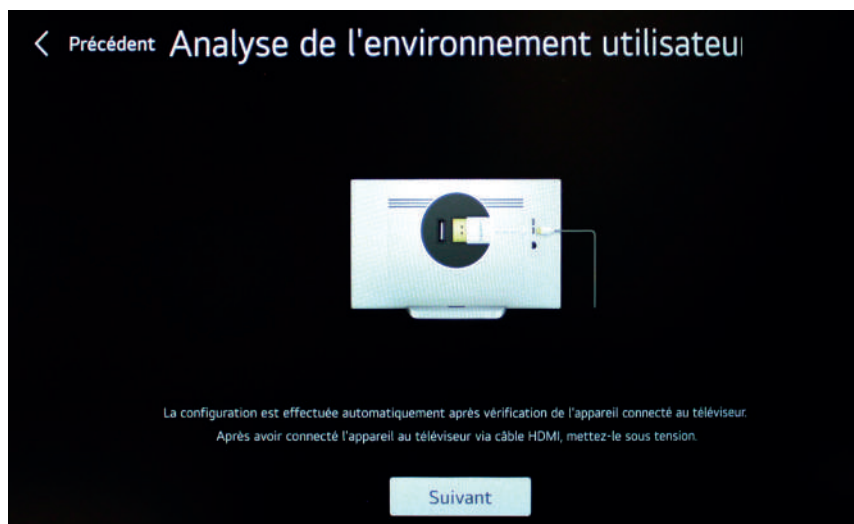 Précédent
Analyse de l'environnement utilisateur
La configuration est effectuée automatiquement après vérification de l'appareil connecté au téléviseur.
Après avoir connecté l'appareil au téléviseur via câble HDMI, mettez-le sous tension.
Suivant